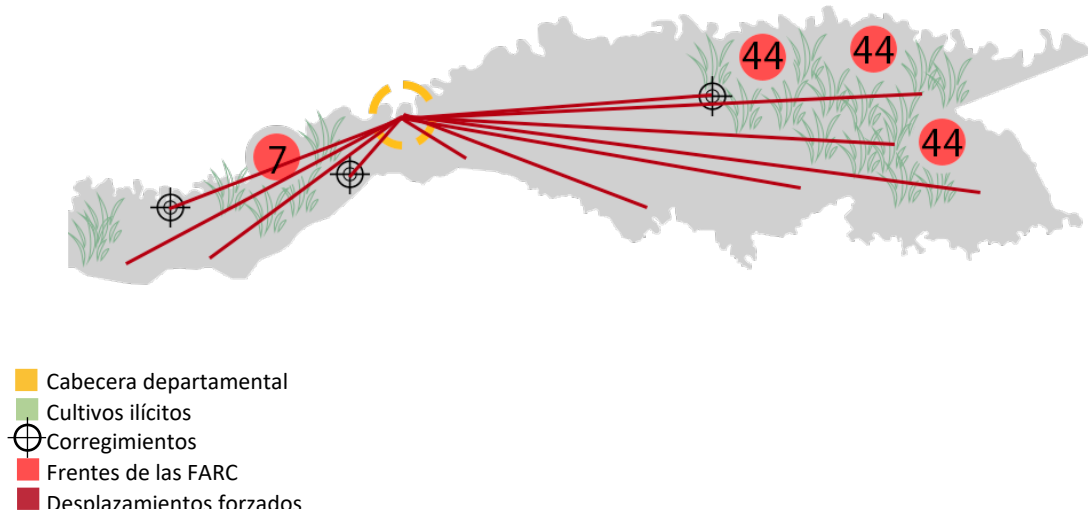 44
44
44
7
Cabecera departamental
Cultivos ilícitos
Corregimientos
Frentes de las FARC
Desplazamientos forzados